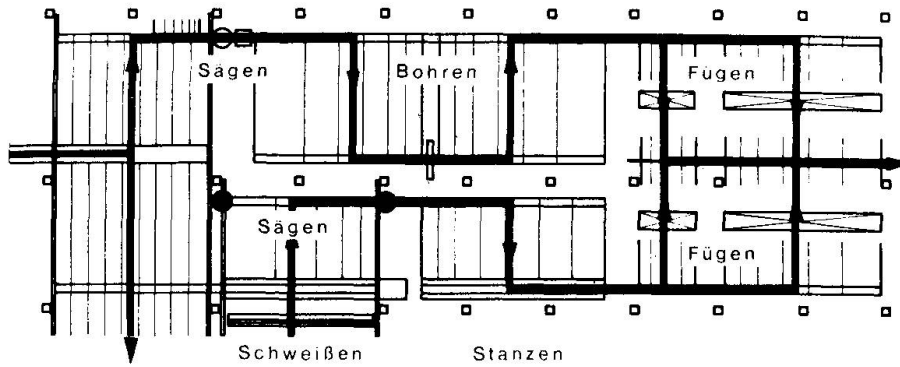 Sägen
Bohren
Fügen
Sägen
Fügen
Schweißen
Stanzen